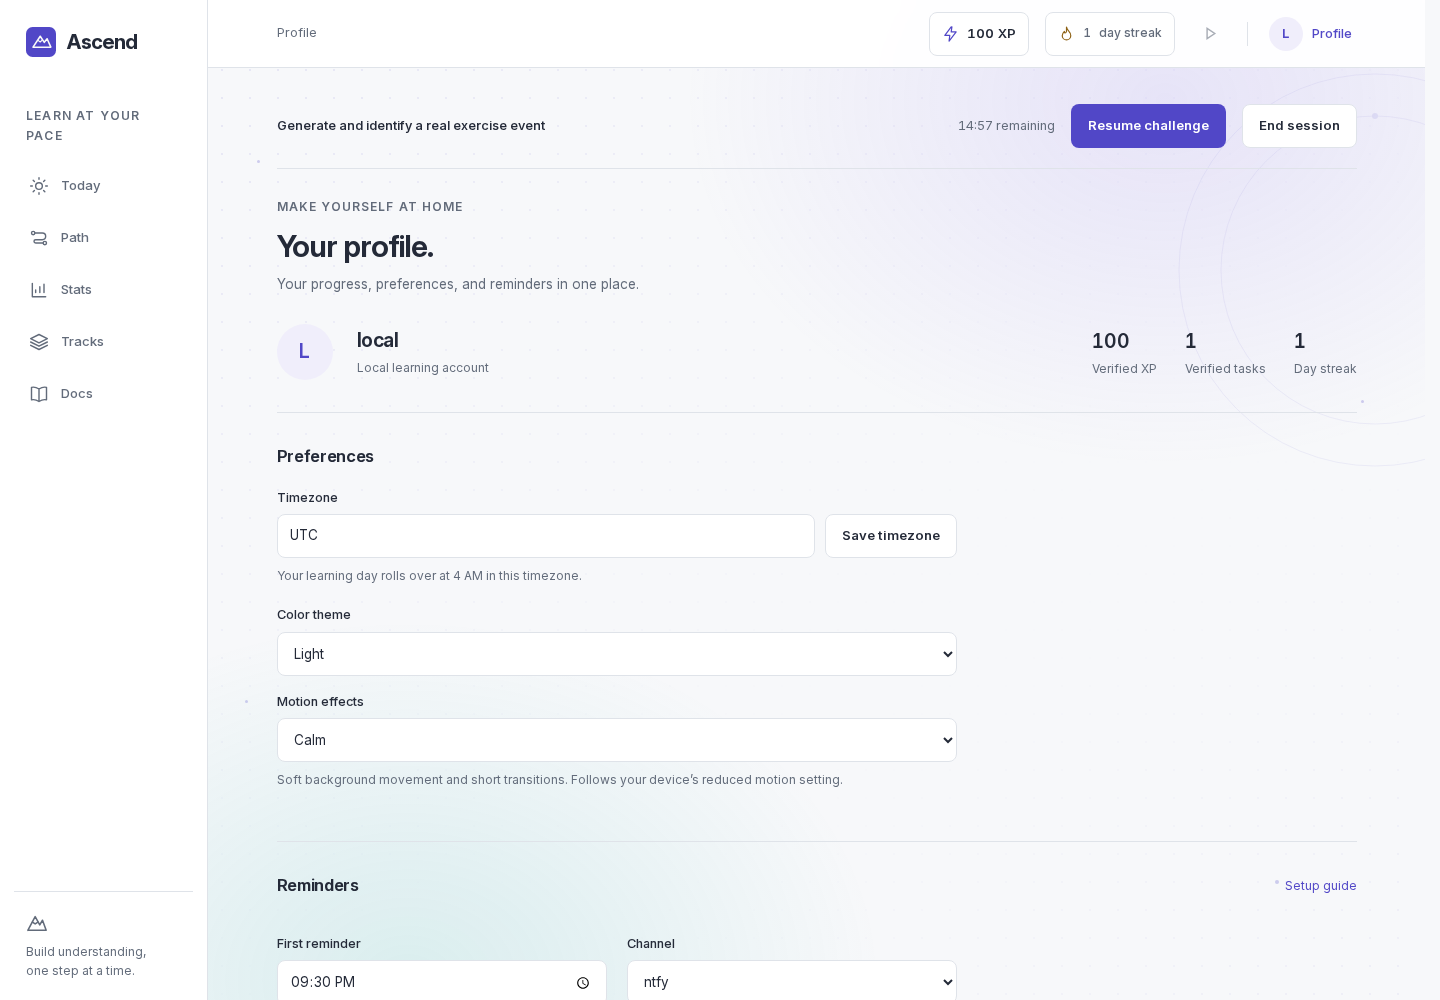 Ascend
LEARN AT YOUR
PACE
Today
Path
Stats
Tracks
Docs
Build understanding,
one step at a time.
Profile
100 XP
1 day streak
L
Profile
Generate and identify a real exercise event
14:57 remaining
Resume challenge
End session
MAKE YOURSELF AT HOME
Your profile.
Your progress, preferences, and reminders in one place.
L
local
Local learning account
100
Verified XP
1
Verified tasks
1
Day streak
Preferences
Timezone
UTC
Save timezone
Your learning day rolls over at 4 AM in this timezone.
Color theme
Light
Motion effects
Calm
Soft background movement and short transitions. Follows your device’s reduced motion setting.
Reminders
Setup guide
First reminder
Channel
09:30 PM
ntfy